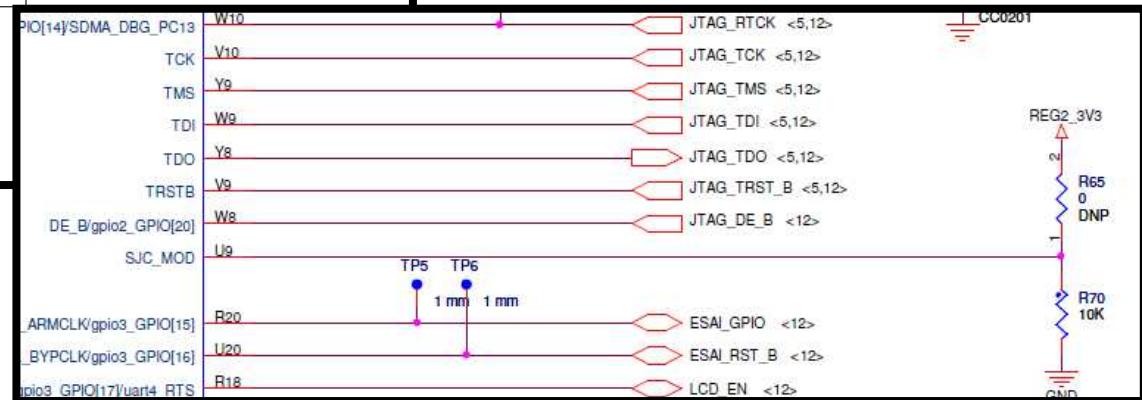 PIO[14]/SDMA_DBG_PC13 W10 JTAG_RTCK <5,12> CC0201
TCK V10 JTAG_TCK <5,12>
TMS Y9 JTAG_TMS <5,12>
TDI W9 JTAG_TDI <5,12>
REG2_3V3
TDO Y8 JTAG_TDO <5,12>
2
TRSTB V9 JTAG_TRST_B <5,12>
R65
0
DNP
DE_B/gpio2_GPIO[20] W8 JTAG_DE_B <12>
1
SJC_MOD U9
TP5 TP6
1 mm 1 mm
R70
10K
_ARMCLK/gpio3_GPIO[15] R20 ESAI_GPIO <12>
_BYPCLK/gpio3_GPIO[16] U20 ESAI_RST_B <12>
gpio3_GPIO[17]/uart4_RTS R18 LCD_EN <12>
GND